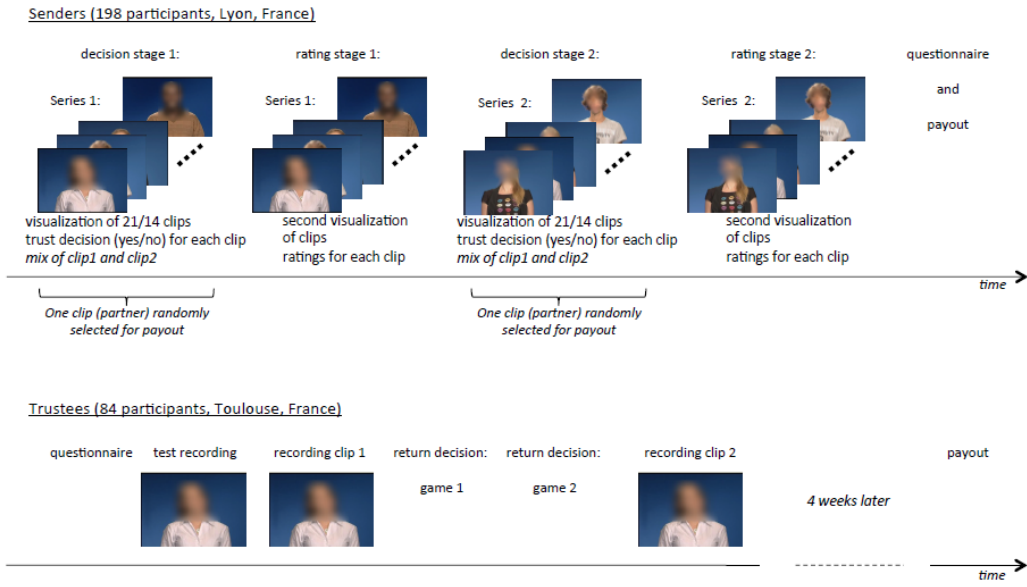 Senders (198 participants, Lyon, France)
decision stage 1:
rating stage 1:
decision stage 2:
rating stage 2:
questionnaire
and
payout
Series 1:
Series 1:
Series 2:
Series 2:
visualization of 21/14 clips
trust decision (yes/no) for each clip
mix of clip1 and clip2
second visualization
of clips
ratings for each clip
visualization of 21/14 clips
trust decision (yes/no) for each clip
mix of clip1 and clip2
second visualization
of clips
ratings for each clip
time
One clip (partner) randomly
selected for payout
One clip (partner) randomly
selected for payout
Trustees (84 participants, Toulouse, France)
questionnaire
test recording
recording clip 1
return decision:
game 1
return decision:
game 2
recording clip 2
4 weeks later
payout
time